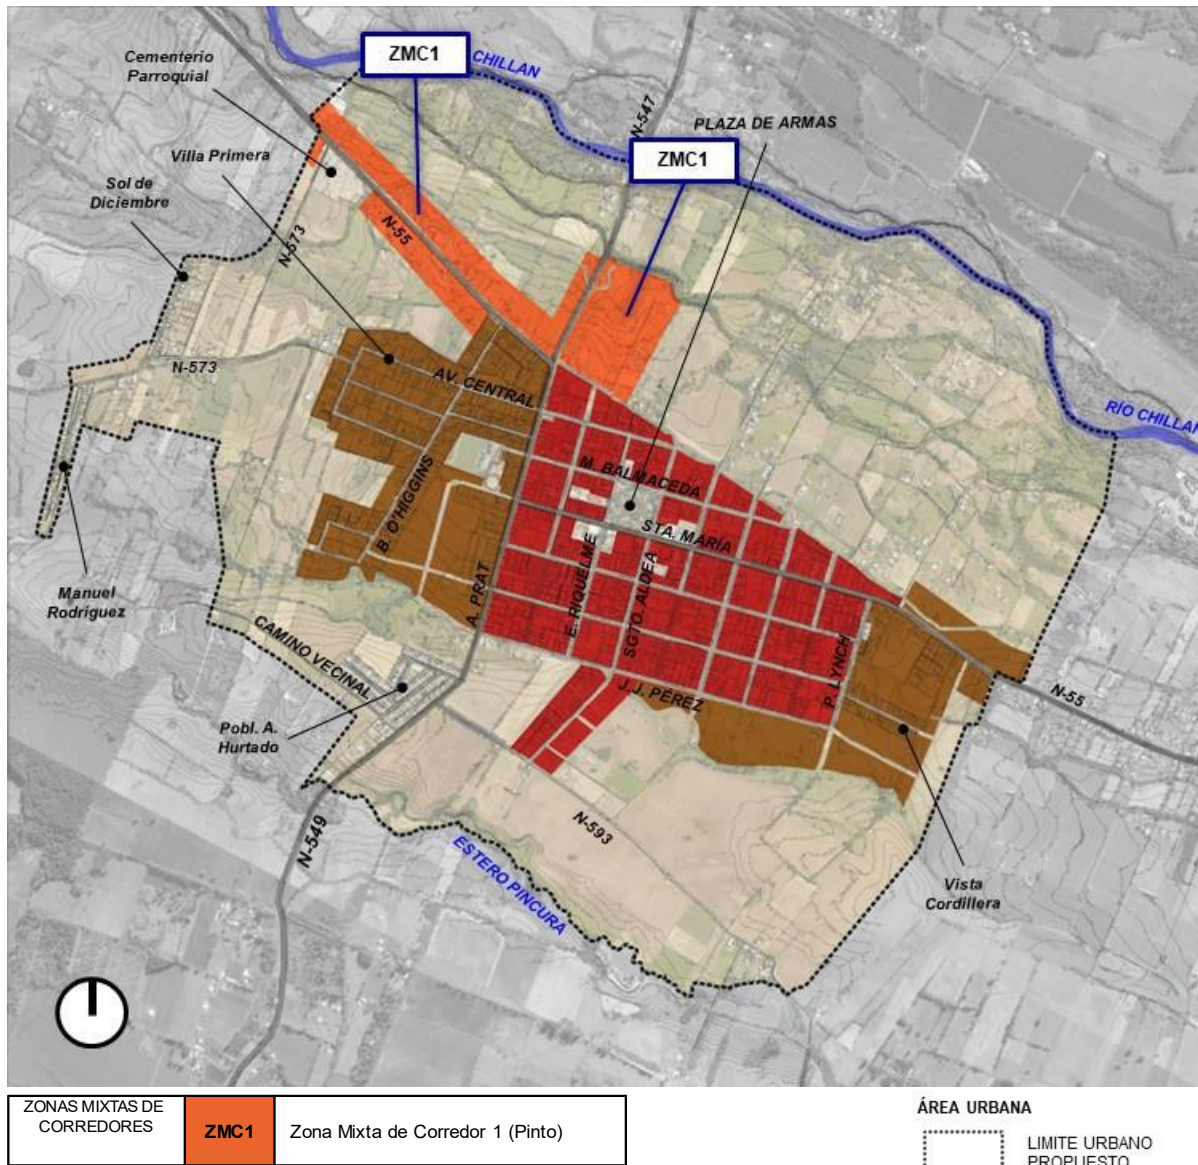 ZMC1
CHILLAN
Cementerio
Parroquial
N-547
PLAZA DE ARMAS
ZMC1
Villa Primera
Sol de
Diciembre
N-573
N-55
N-573
AV. CENTRAL
RÍO CHILLAN
M. BALMACEDA
B. O'HIGGINS
STA. MARÍA
Manuel
Rodríguez
A. PRAT
E. RIQUELME
SGTO. ALDEA
CAMINO VECINAL
P. LYNCH
J.J. PÉREZ
N-55
Pobl. A.
Hurtado
N-549
N-593
ESTERO PINCURA
Vista
Cordillera
ZONAS MIXTAS DE
CORREDORES
ZMC1
Zona Mixta de Corredor 1 (Pinto)
ÁREA URBANA
LIMITE URBANO
PROPUESTO